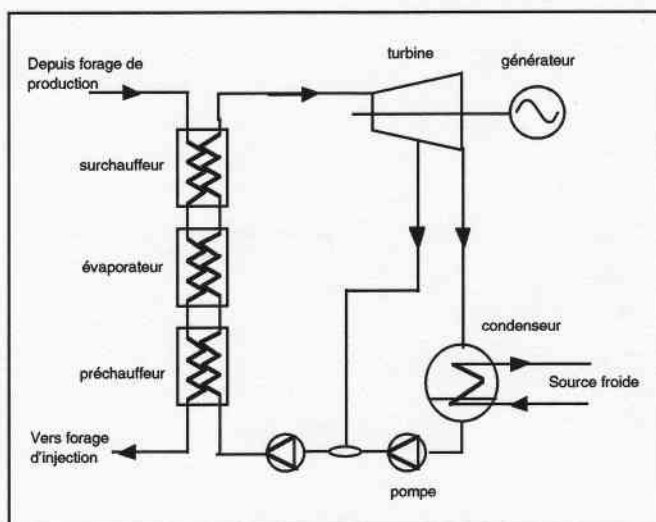 Depuis forage de
production
turbine
générateur
surchauffeur
évaporateur
préchauffeur
condenseur
Source froide
Vers forage
d'injection
pompe